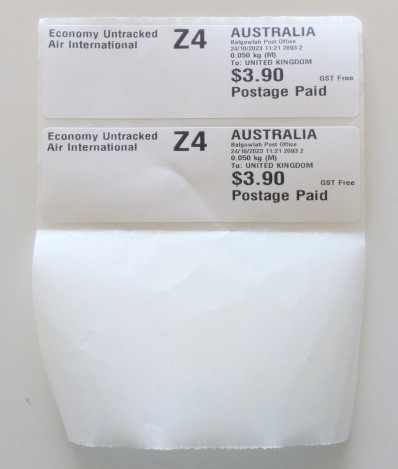 Economy Untracked
Air International
Z4
AUSTRALIA
Balgowlah Post Office
24/10/2023 11:21 2093 2
0.050 kg (M)
To: UNITED KINGDOM
$3.90
GST Free
Postage Paid
Economy Untracked
Air International
Z4
AUSTRALIA
Balgowlah Post Office
24/10/2023 11:21 2093 2
0.050 kg (M)
To: UNITED KINGDOM
$3.90
GST Free
Postage Paid